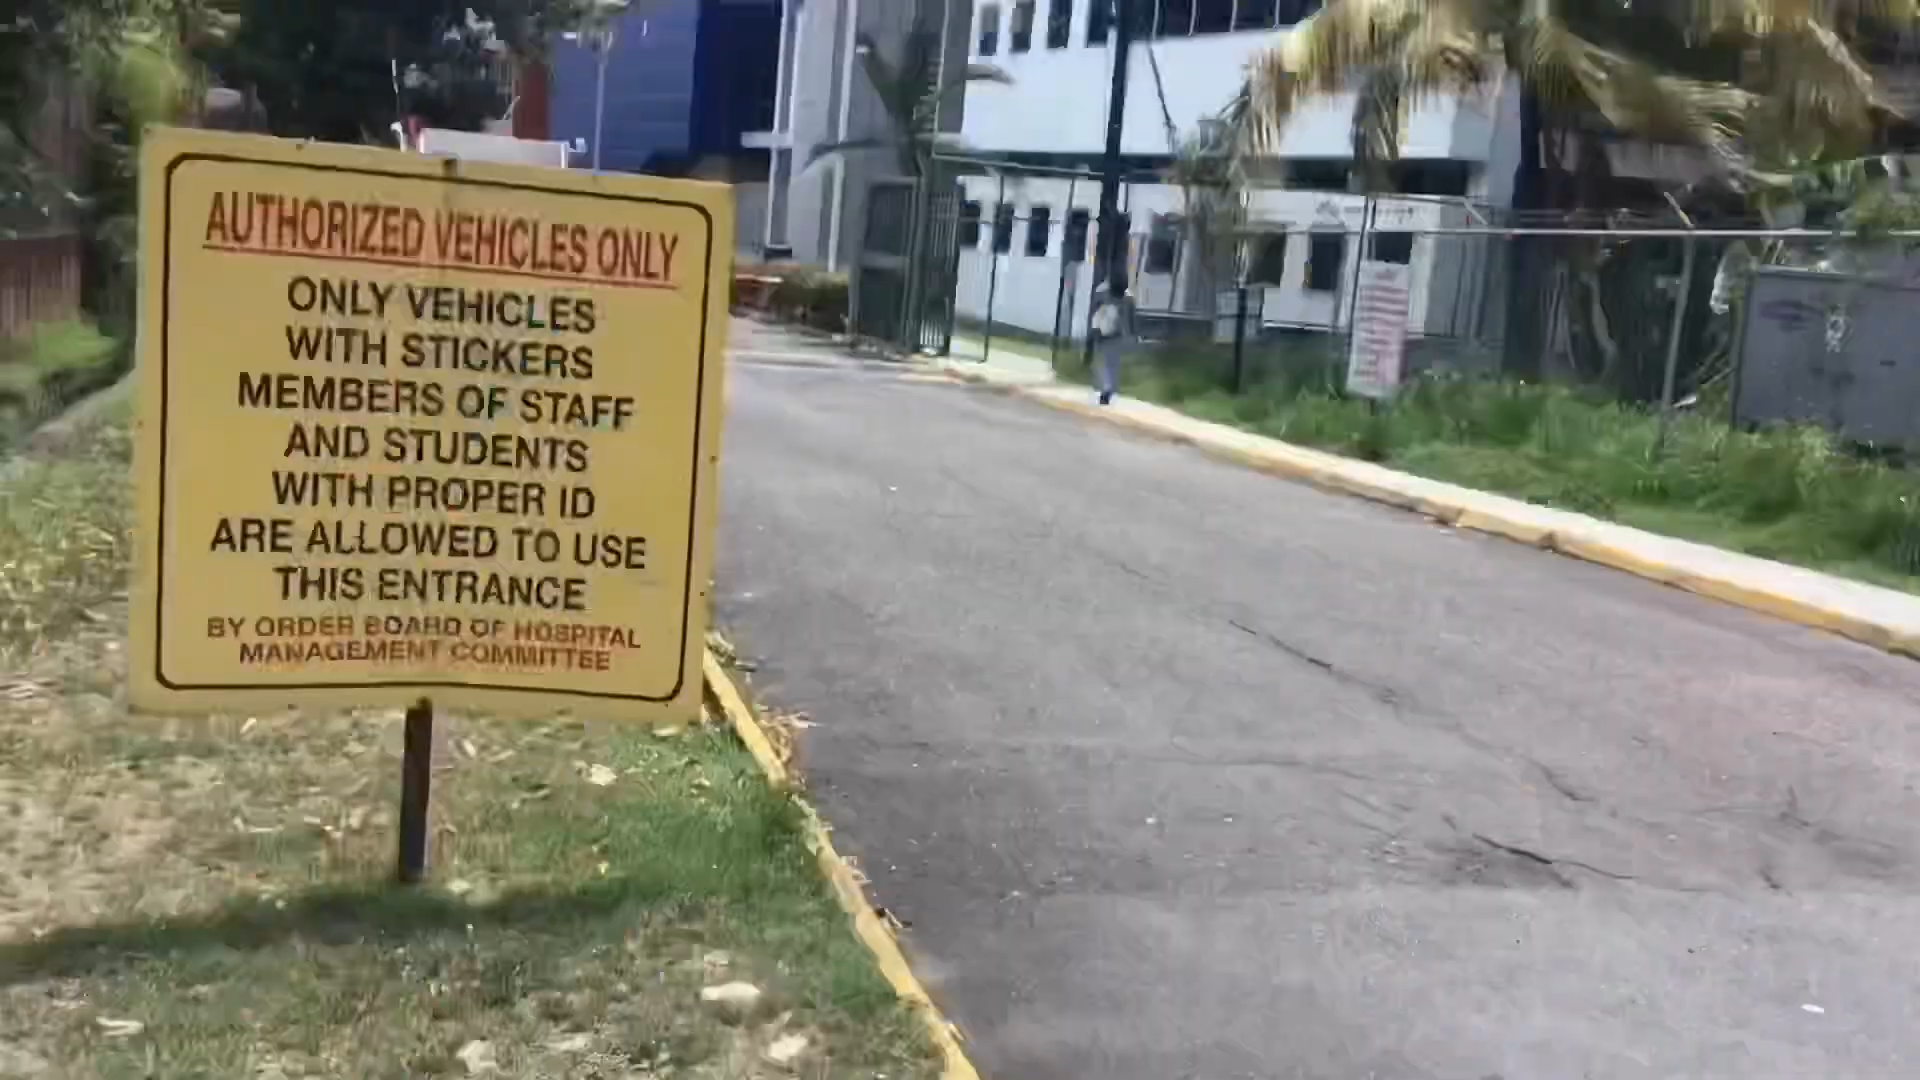 AUTHORIZED VEHICLES ONLY
ONLY VEHICLES
WITH STICKERS
MEMBERS OF STAFF
AND STUDENTS
WITH PROPER ID
ARE ALLOWED TO USE
THIS ENTRANCE
BY ORDER BOARD OF HOSPITAL
MANAGEMENT COMMITTEE